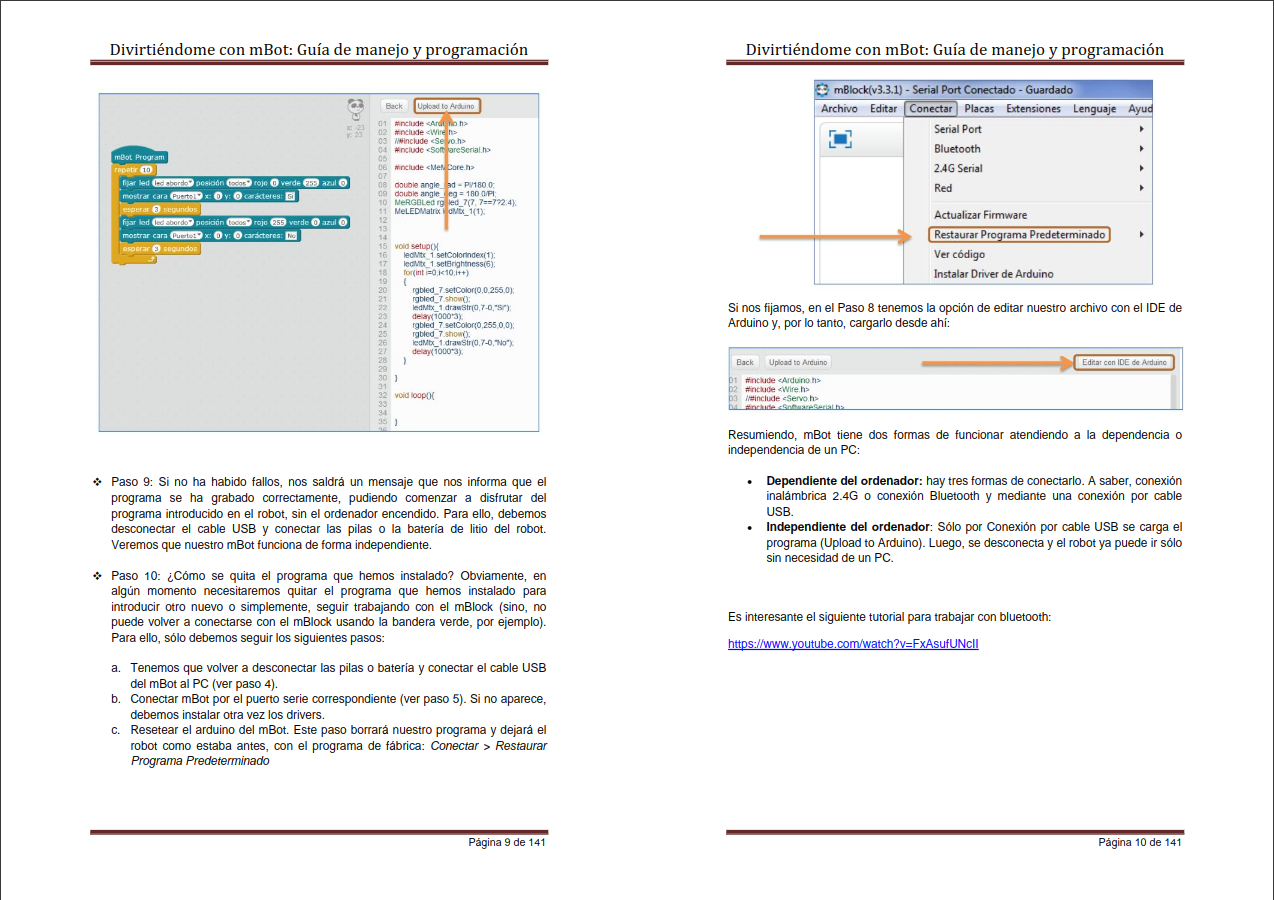 Divirtiéndome con mBot: Guía de manejo y programación
Back Upload to Arduino
x: -23
y: 25
mBot Program
repetir 10
fijar led led abordo posición todos rojo 0 verde 255 azul 0
mostrar cara Puerto1 x: 0 y: 0 carácteres: Si
esperar 3 segundos
fijar led led abordo posición todos rojo 255 verde 0 azul 0
mostrar cara Puerto1 x: 0 y: 0 carácteres: No
esperar 3 segundos
01 #include <Arduino.h>
02 #include <Wire.h>
03 //#include <Servo.h>
04 #include <SoftwareSerial.h>
05
06 #include <MeMCore.h>
07
08 double angle_rad = PI/180.0;
09 double angle_deg = 180.0/PI;
10 MeRGBLed rgbled_7(7, 7==7?2:4);
11 MeLEDMatrix ledMtx_1(1);
12
13
14
15 void setup(){
16 ledMtx_1.setColorIndex(1);
17 ledMtx_1.setBrightness(6);
18 for(int i=0;i<10;i++)
19 {
20 rgbled_7.setColor(0,0,255,0);
21 rgbled_7.show();
22 ledMtx_1.drawStr(0,7-0,"Si");
23 delay(1000*3);
24 rgbled_7.setColor(0,255,0,0);
25 rgbled_7.show();
26 ledMtx_1.drawStr(0,7-0,"No");
27 delay(1000*3);
28 }
29
30 }
31
32 void loop(){
33
34
35 }
❖ Paso 9: Si no ha habido fallos, nos saldrá un mensaje que nos informa que el
programa se ha grabado correctamente, pudiendo comenzar a disfrutar del
programa introducido en el robot, sin el ordenador encendido. Para ello, debemos
desconectar el cable USB y conectar las pilas o la batería de litio del robot.
Veremos que nuestro mBot funciona de forma independiente.
❖ Paso 10: ¿Cómo se quita el programa que hemos instalado? Obviamente, en
algún momento necesitaremos quitar el programa que hemos instalado para
introducir otro nuevo o simplemente, seguir trabajando con el mBlock (sino, no
puede volver a conectarse con el mBlock usando la bandera verde, por ejemplo).
Para ello, sólo debemos seguir los siguientes pasos:
a. Tenemos que volver a desconectar las pilas o batería y conectar el cable USB
del mBot al PC (ver paso 4).
b. Conectar mBot por el puerto serie correspondiente (ver paso 5). Si no aparece,
debemos instalar otra vez los drivers.
c. Resetear el arduino del mBot. Este paso borrará nuestro programa y dejará el
robot como estaba antes, con el programa de fábrica: Conectar > Restaurar
Programa Predeterminado
Página 9 de 141
Divirtiéndome con mBot: Guía de manejo y programación
mBlock(v3.3.1) - Serial Port Conectado - Guardado
Archivo Editar Conectar Placas Extensiones Lenguaje Ayud
Serial Port
Bluetooth
2.4G Serial
Red
Actualizar Firmware
Restaurar Programa Predeterminado
Ver código
Instalar Driver de Arduino
Si nos fijamos, en el Paso 8 tenemos la opción de editar nuestro archivo con el IDE de
Arduino y, por lo tanto, cargarlo desde ahí:
Back Upload to Arduino Editar con IDE de Arduino
01 #include <Arduino.h>
02 #include <Wire.h>
03 //#include <Servo.h>
04 #include <SoftwareSerial.h>
Resumiendo, mBot tiene dos formas de funcionar atendiendo a la dependencia o
independencia de un PC:
• Dependiente del ordenador: hay tres formas de conectarlo. A saber, conexión
inalámbrica 2.4G o conexión Bluetooth y mediante una conexión por cable
USB.
• Independiente del ordenador: Sólo por Conexión por cable USB se carga el
programa (Upload to Arduino). Luego, se desconecta y el robot ya puede ir sólo
sin necesidad de un PC.
Es interesante el siguiente tutorial para trabajar con bluetooth:
https://www.youtube.com/watch?v=FxAsufUNcII
Página 10 de 141